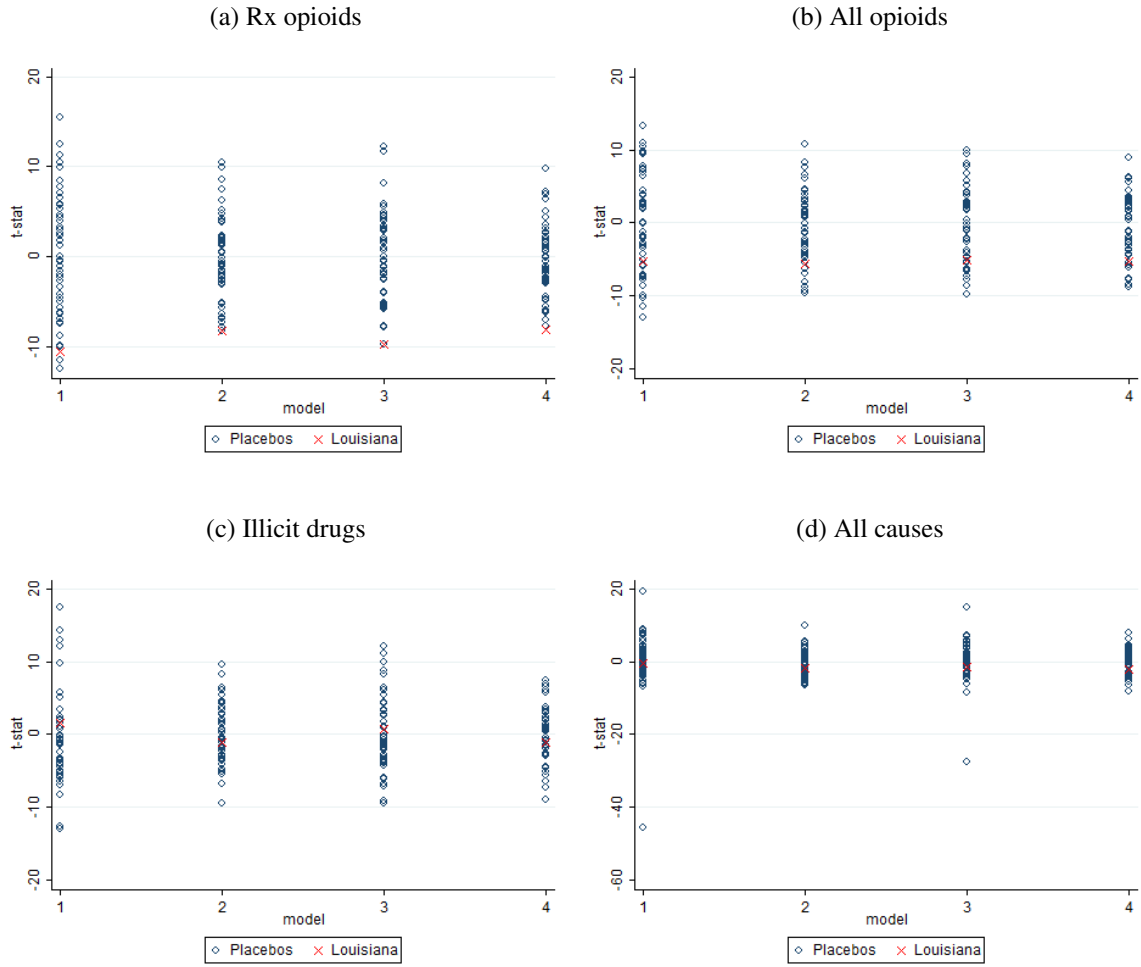 (a) Rx opioids
20
10
0
-10
t-stat
1 2 3 4
model
Placebos Louisiana
(b) All opioids
20
10
0
-10
-20
t-stat
1 2 3 4
model
Placebos Louisiana
(c) Illicit drugs
20
10
0
-10
-20
t-stat
1 2 3 4
model
Placebos Louisiana
(d) All causes
20
0
-20
-40
-60
t-stat
1 2 3 4
model
Placebos Louisiana